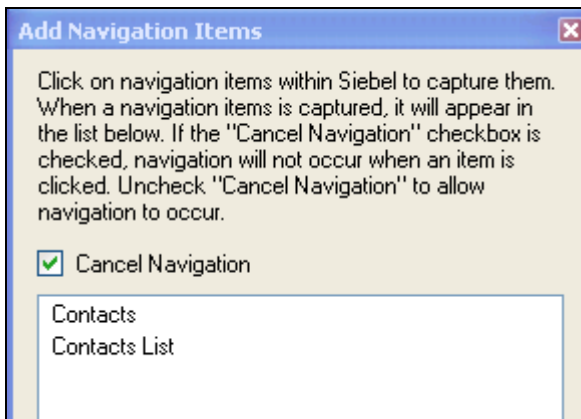 Add Navigation Items
Click on navigation items within Siebel to capture them.
When a navigation items is captured, it will appear in
the list below. If the "Cancel Navigation" checkbox is
checked, navigation will not occur when an item is
clicked. Uncheck "Cancel Navigation" to allow
navigation to occur.
Cancel Navigation
Contacts
Contacts List